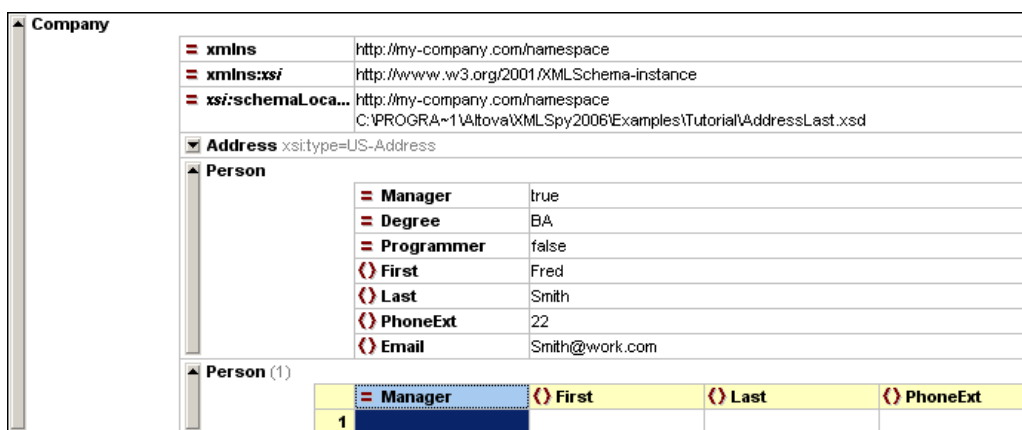 Company
= xmlns http://my-company.com/namespace
= xmlns:xsi http://www.w3.org/2001/XMLSchema-instance
= xsi:schemaLoca... http://my-company.com/namespace
C:\PROGRA~1\Altova\XMLSpy2006\Examples\Tutorial\AddressLast.xsd
Address xsi:type=US-Address
Person
= Manager true
= Degree BA
= Programmer false
() First Fred
() Last Smith
() PhoneExt 22
() Email Smith@work.com
Person (1)
= Manager () First () Last () PhoneExt
1